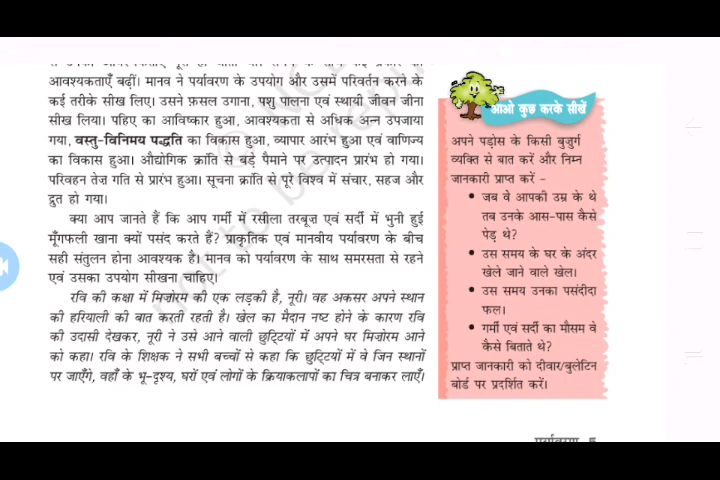 आवश्यकताएँ बढ़ीं। मानव ने पर्यावरण के उपयोग और उसमें परिवर्तन करने के
कई तरीके सीख लिए। उसने फ़सल उगाना, पशु पालना एवं स्थायी जीवन जीना
सीख लिया। पहिए का आविष्कार हुआ, आवश्यकता से अधिक अन्न उपजाया
गया, वस्तु-विनिमय पद्धति का विकास हुआ, व्यापार आरंभ हुआ एवं वाणिज्य
का विकास हुआ। औद्योगिक क्रांति से बड़े पैमाने पर उत्पादन प्रारंभ हो गया।
परिवहन तेज़ गति से प्रारंभ हुआ। सूचना क्रांति से पूरे विश्व में संचार, सहज और
द्रुत हो गया।
क्या आप जानते हैं कि आप गर्मी में रसीला तरबूज़ एवं सर्दी में भुनी हुई
मूँगफली खाना क्यों पसंद करते हैं? प्राकृतिक एवं मानवीय पर्यावरण के बीच
सही संतुलन होना आवश्यक है। मानव को पर्यावरण के साथ समरसता से रहने
एवं उसका उपयोग सीखना चाहिए।
रवि की कक्षा में मिजोरम की एक लड़की है, नूरी। वह अकसर अपने स्थान
की हरियाली की बात करती रहती है। खेल का मैदान नष्ट होने के कारण रवि
की उदासी देखकर, नूरी ने उसे आने वाली छुट्टियों में अपने घर मिजोरम आने
को कहा। रवि के शिक्षक ने सभी बच्चों से कहा कि छुट्टियों में वे जिन स्थानों
पर जाएँगे, वहाँ के भू-दृश्य, घरों एवं लोगों के क्रियाकलापों का चित्र बनाकर लाएँ।
आओ कुछ करके सीखें
अपने पड़ोस के किसी बुज़ुर्ग
व्यक्ति से बात करें और निम्न
जानकारी प्राप्त करें –
• जब वे आपकी उम्र के थे
तब उनके आस-पास कैसे
पेड़ थे?
• उस समय के घर के अंदर
खेले जाने वाले खेल।
• उस समय उनका पसंदीदा
फल।
• गर्मी एवं सर्दी का मौसम वे
कैसे बिताते थे?
प्राप्त जानकारी को दीवार/बुलेटिन
बोर्ड पर प्रदर्शित करें।
not to be republished